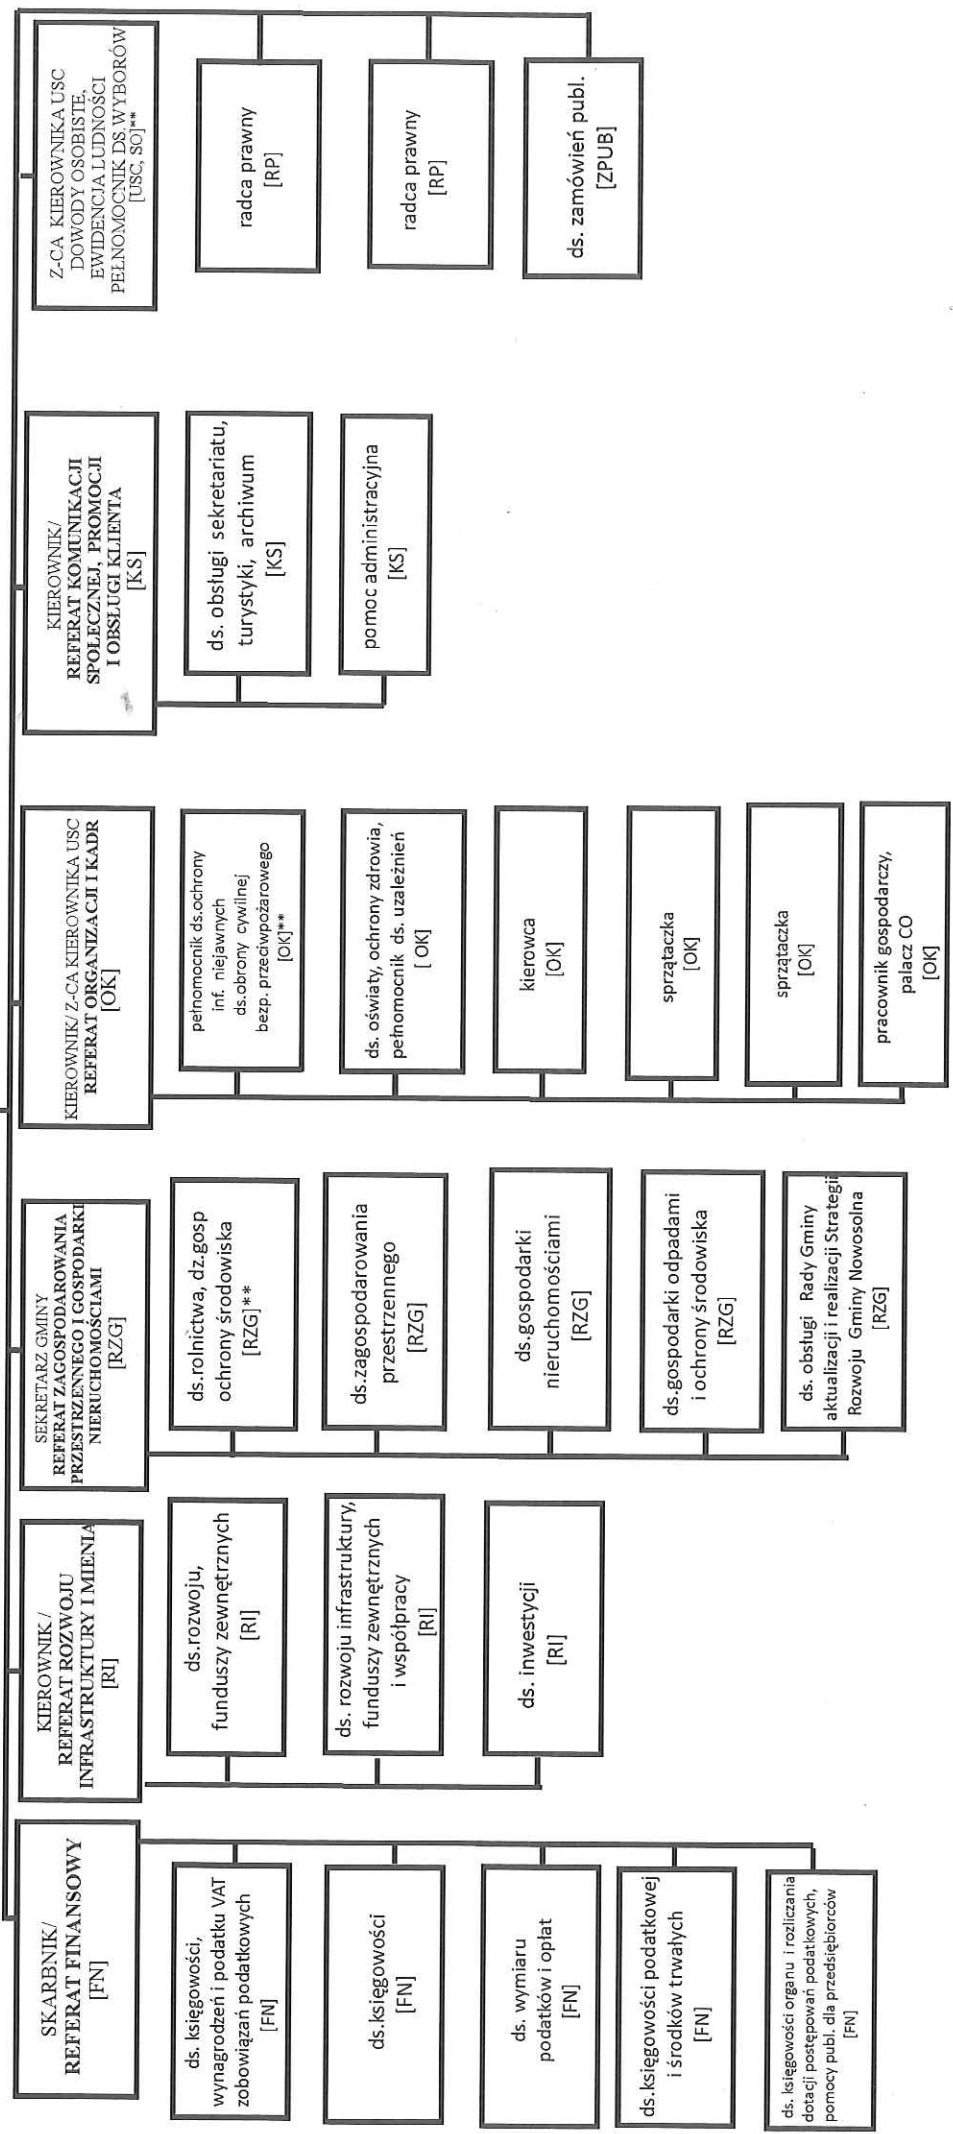 SKARBNIK/
REFERAT FINANSOWY
[FN]
ds. księgowości,
wynagrodzeń i podatku VAT
zobowiązań podatkowych
[FN]
ds.księgowości
[FN]
ds. wymiaru
podatków i opłat
[FN]
ds.księgowości podatkowej
i środków trwałych
[FN]
ds. księgowości organu i rozliczania
dotacji postępowań podatkowych,
pomocy publ. dla przedsiębiorców
[FN]
KIEROWNIK /
REFERAT ROZWOJU
INFRASTRUKTURY I MIENIA
[RI]
ds.rozwoju,
funduszy zewnętrznych
[RI]
ds. rozwoju infrastruktury,
funduszy zewnętrznych
i współpracy
[RI]
ds. inwestycji
[RI]
SEKRETARZ GMINY
REFERAT ZAGOSPODAROWANIA
PRZESTRZENNEGO I GOSPODARKI
NIERUCHOMOŚCIAMI
[RZG]
ds.rolnictwa, dz.gosp
ochrony środowiska
[RZG]**
ds.zagospodarowania
przestrzennego
[RZG]
ds.gospodarki
nieruchomościami
[RZG]
ds.gospodarki odpadami
i ochrony środowiska
[RZG]
ds. obsługi Rady Gminy
aktualizacji i realizacji Strategii
Rozwoju Gminy Nowosolna
[RZG]
KIEROWNIK/ Z-CA KIEROWNIKA USC
REFERAT ORGANIZACJI I KADR
[OK]
pełnomocnik ds.ochrony
inf. niejawnych
ds.obrony cywilnej
bezp. przeciwpożarowego
[OK]**
ds. oświaty, ochrony zdrowia,
pełnomocnik ds. uzależnień
[ OK]
kierowca
[OK]
sprzątaczka
[OK]
sprzątaczka
[OK]
pracownik gospodarczy,
palacz CO
[OK]
KIEROWNIK/
REFERAT KOMUNIKACJI
SPOŁECZNEJ, PROMOCJI
I OBSŁUGI KLIENTA
[KS]
ds. obsługi sekretariatu,
turystyki, archiwum
[KS]
pomoc administracyjna
[KS]
Z-CA KIEROWNIKA USC
DOWODY OSOBISTE,
EWIDENCJA LUDNOŚCI
PEŁNOMOCNIK DS.WYBORÓW
[USC, SO]**
radca prawny
[RP]
radca prawny
[RP]
ds. zamówień publ.
[ZPUB]